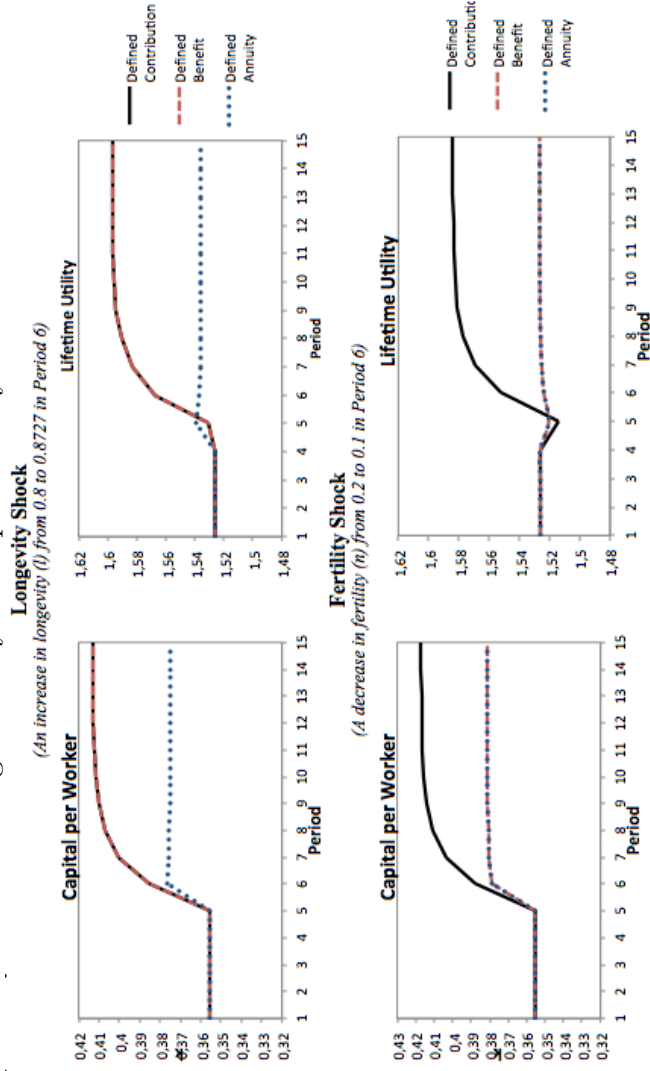 Longevity Shock
(An increase in longevity (l) from 0.8 to 0.8727 in Period 6)
Capital per Worker
0,42
0,41
0,4
0,39
0,38
0,37
0,36
0,35
0,34
0,33
0,32
1 2 3 4 5 6 7 8 9 10 11 12 13 14 15
Period
Lifetime Utility
1,62
1,6
1,58
1,56
1,54
1,52
1,5
1,48
1 2 3 4 5 6 7 8 9 10 11 12 13 14 15
Period
Defined
Contribution
Defined
Benefit
Defined
Annuity
Fertility Shock
(A decrease in fertility (n) from 0.2 to 0.1 in Period 6)
Capital per Worker
0,43
0,42
0,41
0,4
0,39
0,38
k
0,37
0,36
0,35
0,34
0,33
0,32
1 2 3 4 5 6 7 8 9 10 11 12 13 14 15
Period
Lifetime Utility
1,62
1,6
1,58
1,56
1,54
1,52
1,5
1,48
1 2 3 4 5 6 7 8 9 10 11 12 13 14 15
Period
Defined
Defined
Benefit
Defined
Annuity